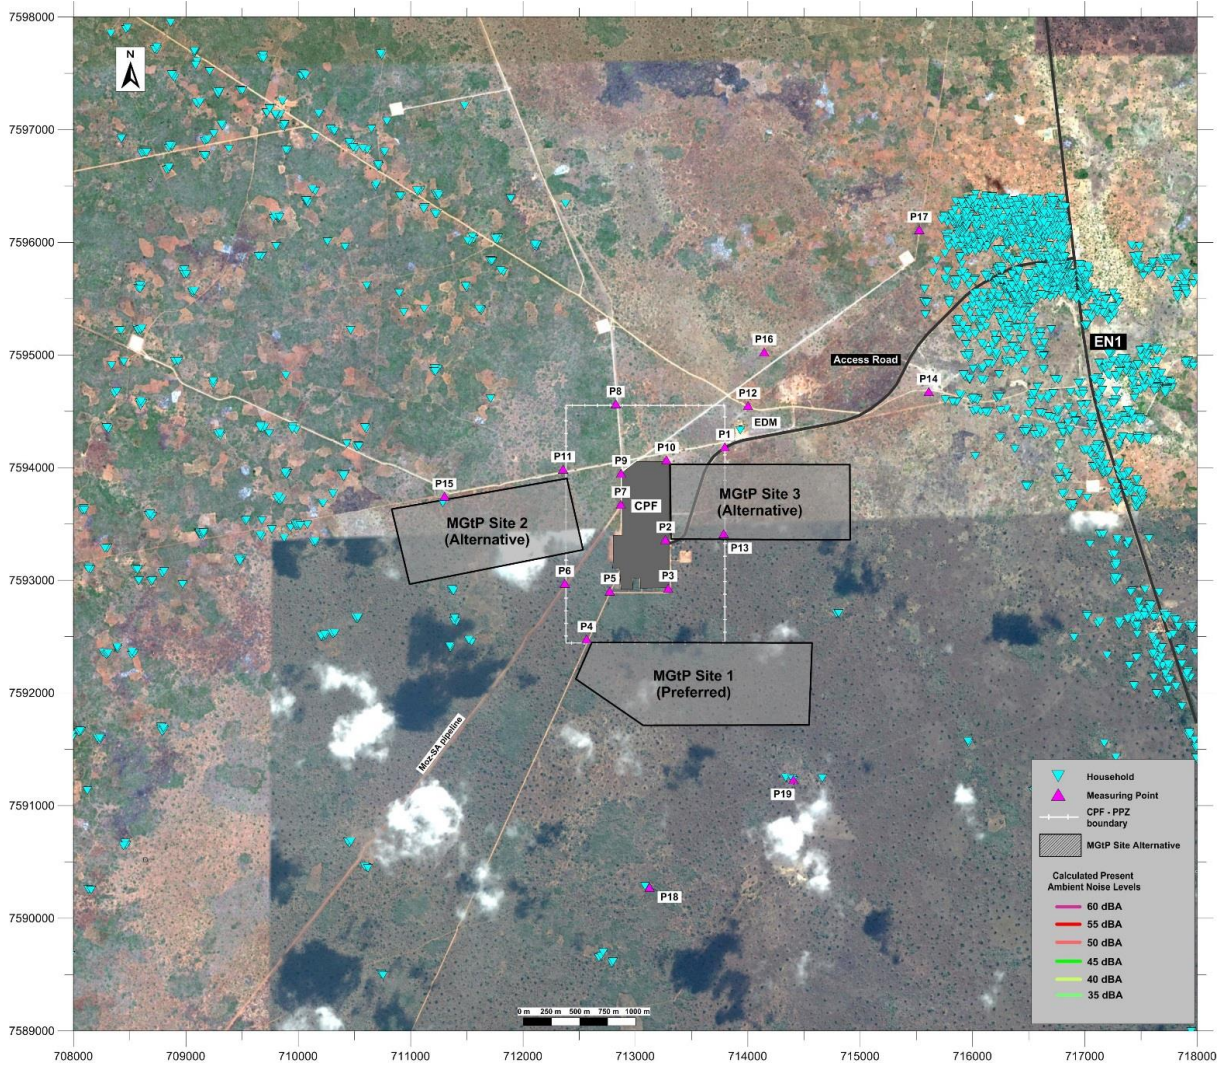 7598000
7597000
7596000
7595000
7594000
7593000
7592000
7591000
7590000
7589000
N
P17
EN1
P16
Access Road
P14
P8
P12
EDM
P1
P10
P11
P9
P15
P7
CPF
MGtP Site 3
(Alternative)
MGtP Site 2
(Alternative)
P2
P13
P6
P5
P3
P4
MGtP Site 1
(Preferred)
Moz-SA pipeline
P19
P18
Household
Measuring Point
CPF - PPZ
boundary
MGtP Site Alternative
Calculated Present
Ambient Noise Levels
60 dBA
55 dBA
50 dBA
45 dBA
40 dBA
35 dBA
0 m 250 m 500 m 750 m 1000 m
708000 709000 710000 711000 712000 713000 714000 715000 716000 717000 718000